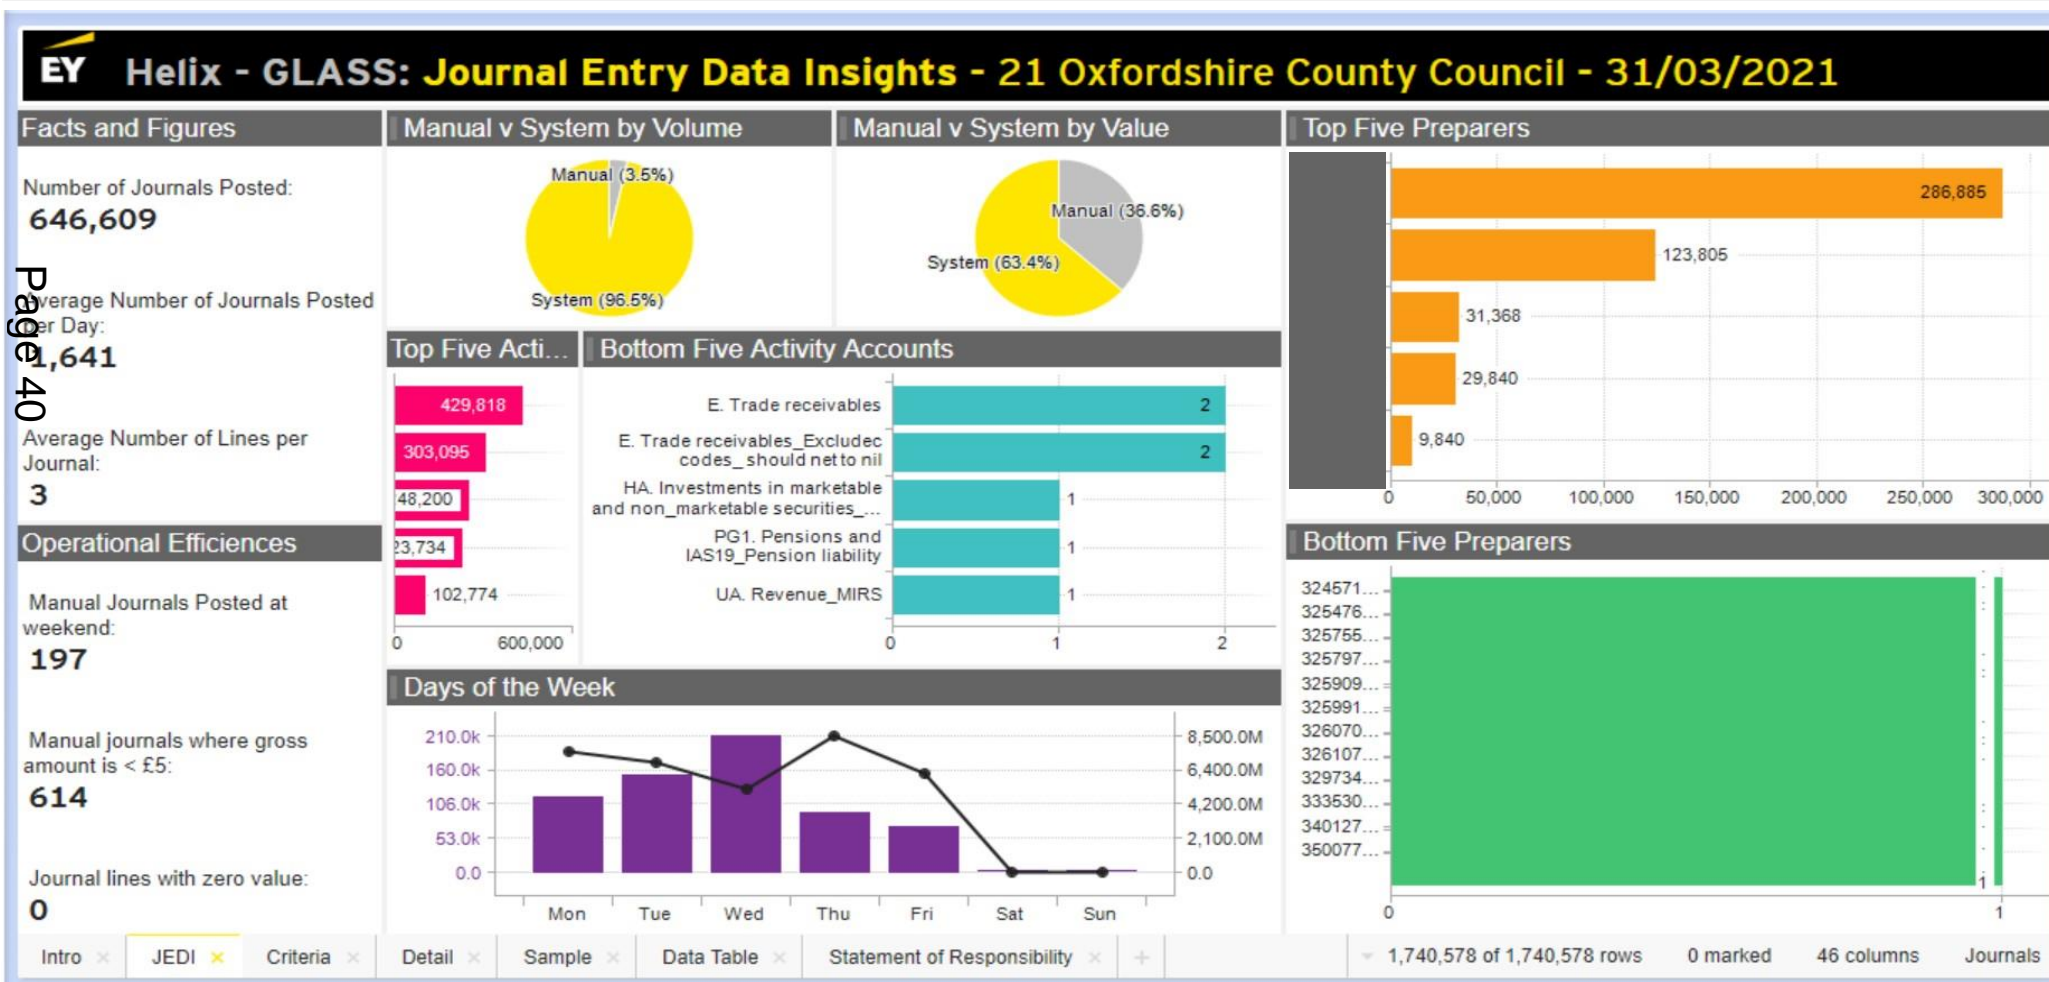 EY
Helix - GLASS: Journal Entry Data Insights - 21 Oxfordshire County Council - 31/03/2021
Facts and Figures
Number of Journals Posted:
646,609
Average Number of Journals Posted
per Day:
1,641
Average Number of Lines per
Journal:
3
Page 40
Operational Efficiences
Manual Journals Posted at
weekend:
197
Manual journals where gross
amount is < £5:
614
Journal lines with zero value:
0
Manual v System by Volume
Manual (3.5%)
System (96.5%)
Manual v System by Value
Manual (36.6%)
System (63.4%)
Top Five Acti...
429,818
303,095
48,200
23,734
102,774
0 600,000
Bottom Five Activity Accounts
E. Trade receivables
2
E. Trade receivables_Excludec
codes_should net to nil
2
HA. Investments in marketable
and non_marketable securities_...
1
PG1. Pensions and
IAS19_Pension liability
1
UA. Revenue_MIRS
1
0 1 2
Days of the Week
210.0k
160.0k
106.0k
53.0k
0.0
8,500.0M
6,400.0M
4,200.0M
2,100.0M
0.0
Mon Tue Wed Thu Fri Sat Sun
Top Five Preparers
286,885
123,805
31,368
29,840
9,840
0 50,000 100,000 150,000 200,000 250,000 300,000
Bottom Five Preparers
324571...
325476...
325755...
325797...
325909...
325991...
326070...
326107...
329734...
333530...
340127...
350077...
1
0 1
Intro JEDI Criteria Detail Sample Data Table Statement of Responsibility +
1,740,578 of 1,740,578 rows 0 marked 46 columns Journals